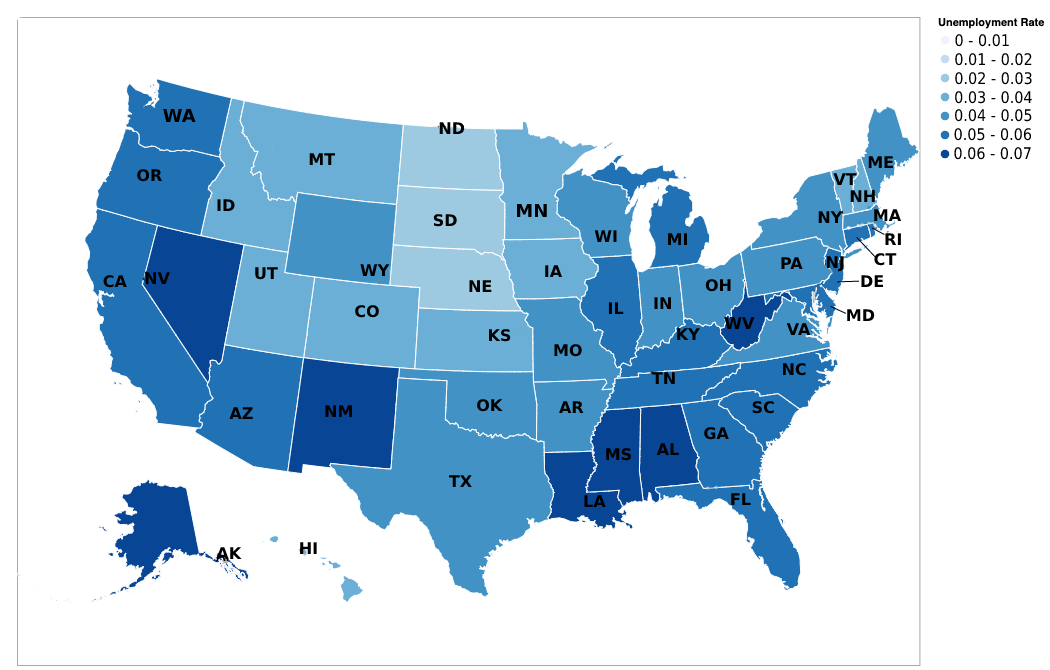 Unemployment Rate
0 - 0.01
0.01 - 0.02
0.02 - 0.03
0.03 - 0.04
0.04 - 0.05
0.05 - 0.06
0.06 - 0.07
WA
ND
MT
OR
ID
SD
MN
WI
MI
ME
VT
NH
NY
MA
RI
CT
CA
NV
UT
WY
NE
IA
IL
IN
OH
PA
NJ
DE
MD
CO
KS
MO
KY
WV
VA
AZ
NM
OK
AR
TN
NC
SC
TX
MS
AL
GA
LA
FL
AK
HI